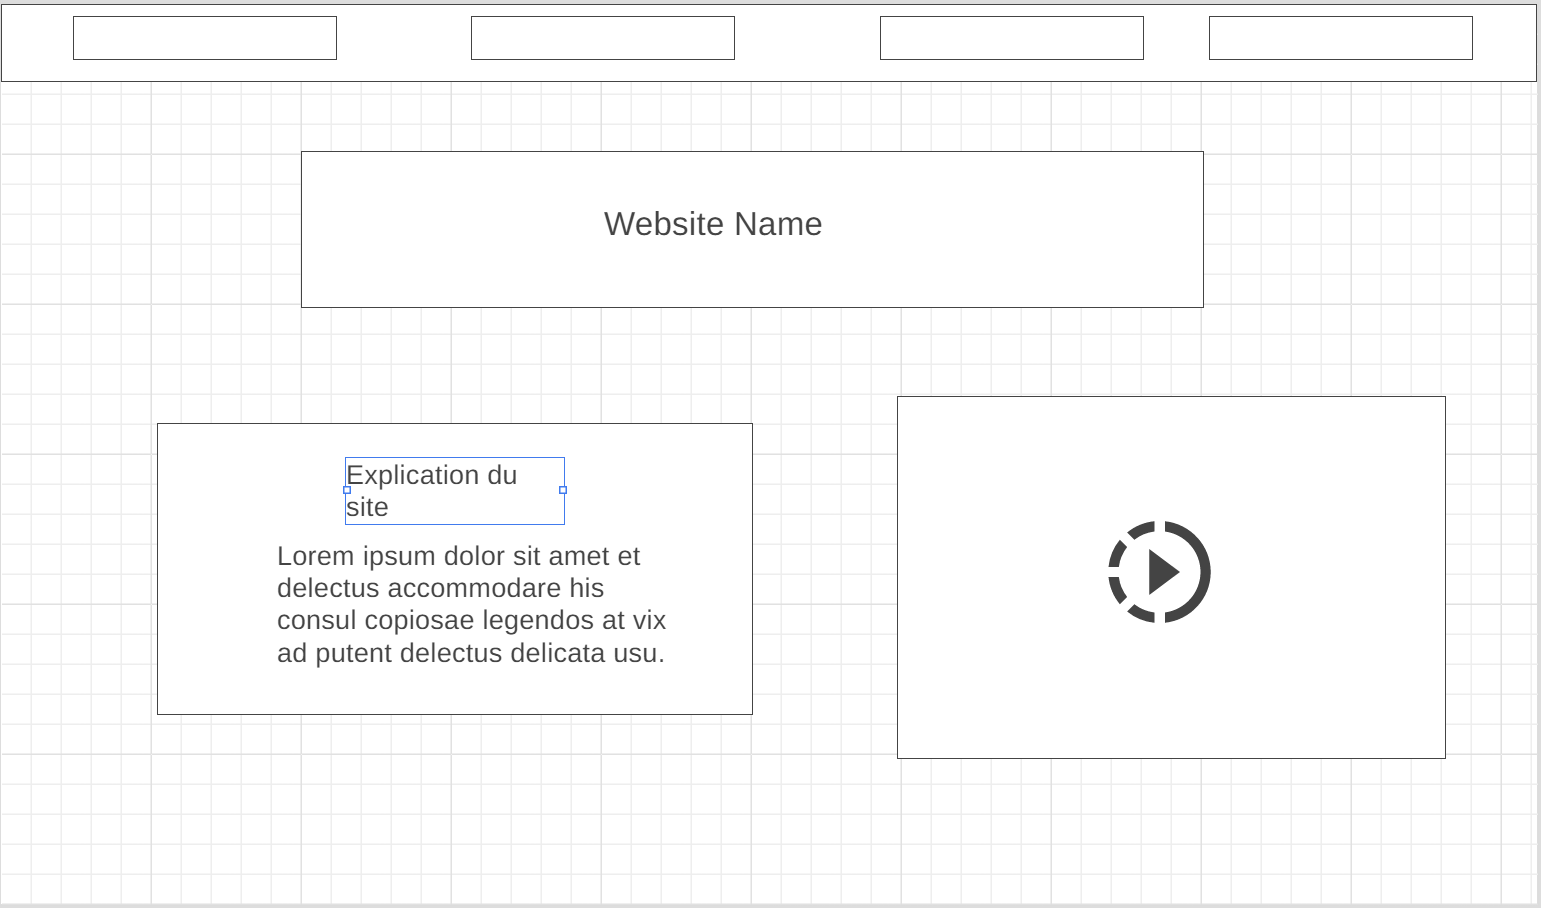 Website Name
Explication du
site
Lorem ipsum dolor sit amet et
delectus accommodare his
consul copiosae legendos at vix
ad putent delectus delicata usu.